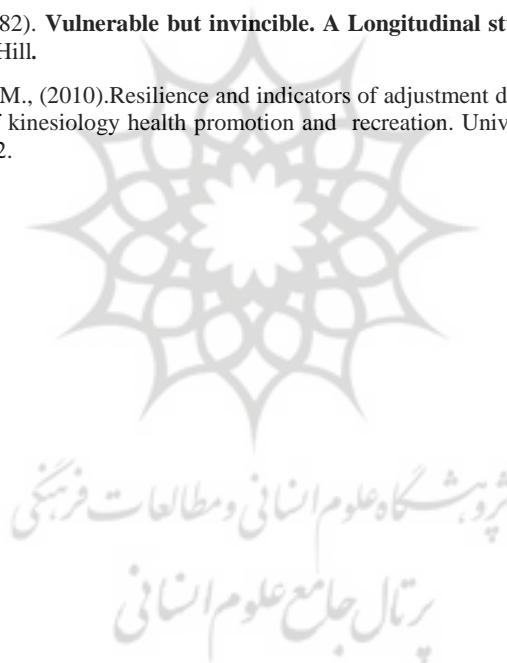 82). Vulnerable but invincible. A Longitudinal st
Hill.
M., (2010).Resilience and indicators of adjustment d
f kinesiology health promotion and recreation. Univ
2.
پژوهشگاه علوم انسانی و مطالعات فرهنگی
پرتال جامع علوم انسانی